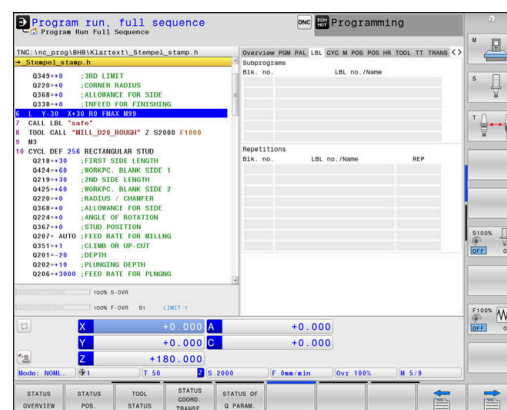 Program run, full sequence
Program Run Full Sequence
DNC
Programming
TNC:\nc_prog\BHB\Klartext\_Stempel_stamp.h
→_Stempel_stamp.h
Q349=+0 ;3RD LIMIT
Q220=+0 ;CORNER RADIUS
Q368=+0 ;ALLOWANCE FOR SIDE
Q338=+0 ;INFEED FOR FINISHING
6 L Y-30 X+30 R0 FMAX M99
7 CALL LBL "safe"
8 TOOL CALL "MILL_D20_ROUGH" Z S2000 F1000
9 M3
10 CYCL DEF 256 RECTANGULAR STUD
Q218=+30 ;FIRST SIDE LENGTH
Q424=+60 ;WORKPC. BLANK SIDE 1
Q219=+30 ;2ND SIDE LENGTH
Q425=+60 ;WORKPC. BLANK SIDE 2
Q220=+0 ;RADIUS / CHAMFER
Q368=+0 ;ALLOWANCE FOR SIDE
Q224=+0 ;ANGLE OF ROTATION
Q367=+0 ;STUD POSITION
Q207= AUTO ;FEED RATE FOR MILLNG
Q351=+1 ;CLIMB OR UP-CUT
Q201=-20 ;DEPTH
Q202=+10 ;PLUNGING DEPTH
Q206=+3000 ;FEED RATE FOR PLNGNG
Overview PGM PAL LBL CYC M POS POS HR TOOL TT TRANS
Subprograms
Blk. no. LBL no./Name
Repetitions
Blk. no. LBL no./Name REP
100% S-OVR
100% F-OVR S1 LIMIT 1
X +0.000 A +0.000
Y +0.000 C +0.000
Z +180.000
Mode: NOML. 1 T 50 Z S 2000 F 0mm/min Ovr 100% M 5/9
STATUS OVERVIEW
STATUS POS.
TOOL STATUS
STATUS COORD. TRANSF.
STATUS OF Q PARAM.
M
S
T
S100%
OFF
F100%
OFF